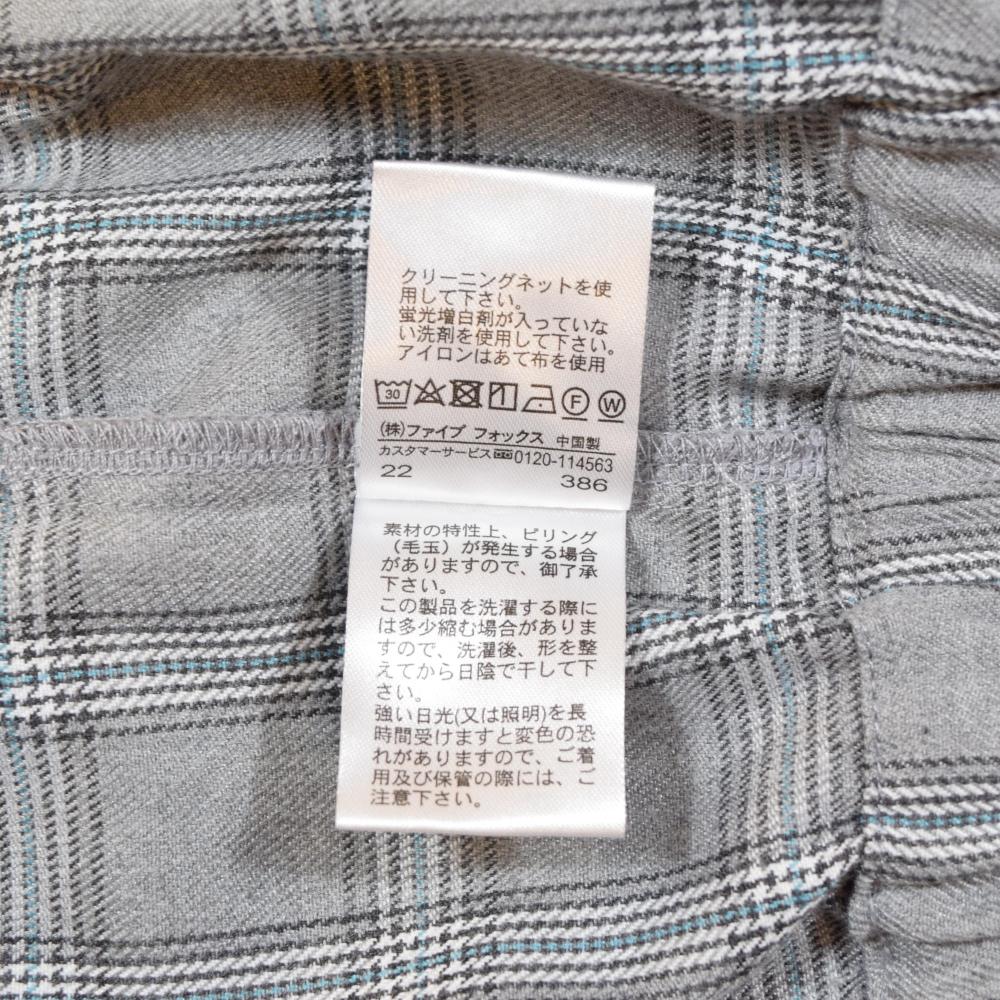 クリーニングネットを使
用して下さい。
蛍光増白剤が入っていな
い洗剤を使用して下さい。
アイロンはあて布を使用
30 F W
(株)ファイブ フォックス 中国製
カスタマーサービス 0120-114563
22 386
素材の特性上、ピリング
(毛玉)が発生する場合
がありますので、御了承
下さい。
この製品を洗濯する際に
は多少縮む場合がありま
すので、洗濯後、形を整
えてから日陰で干して下
さい。
強い日光(又は照明)を長
時間受けますと変色の恐
れがありますので、ご着
用及び保管の際には、ご
注意下さい。